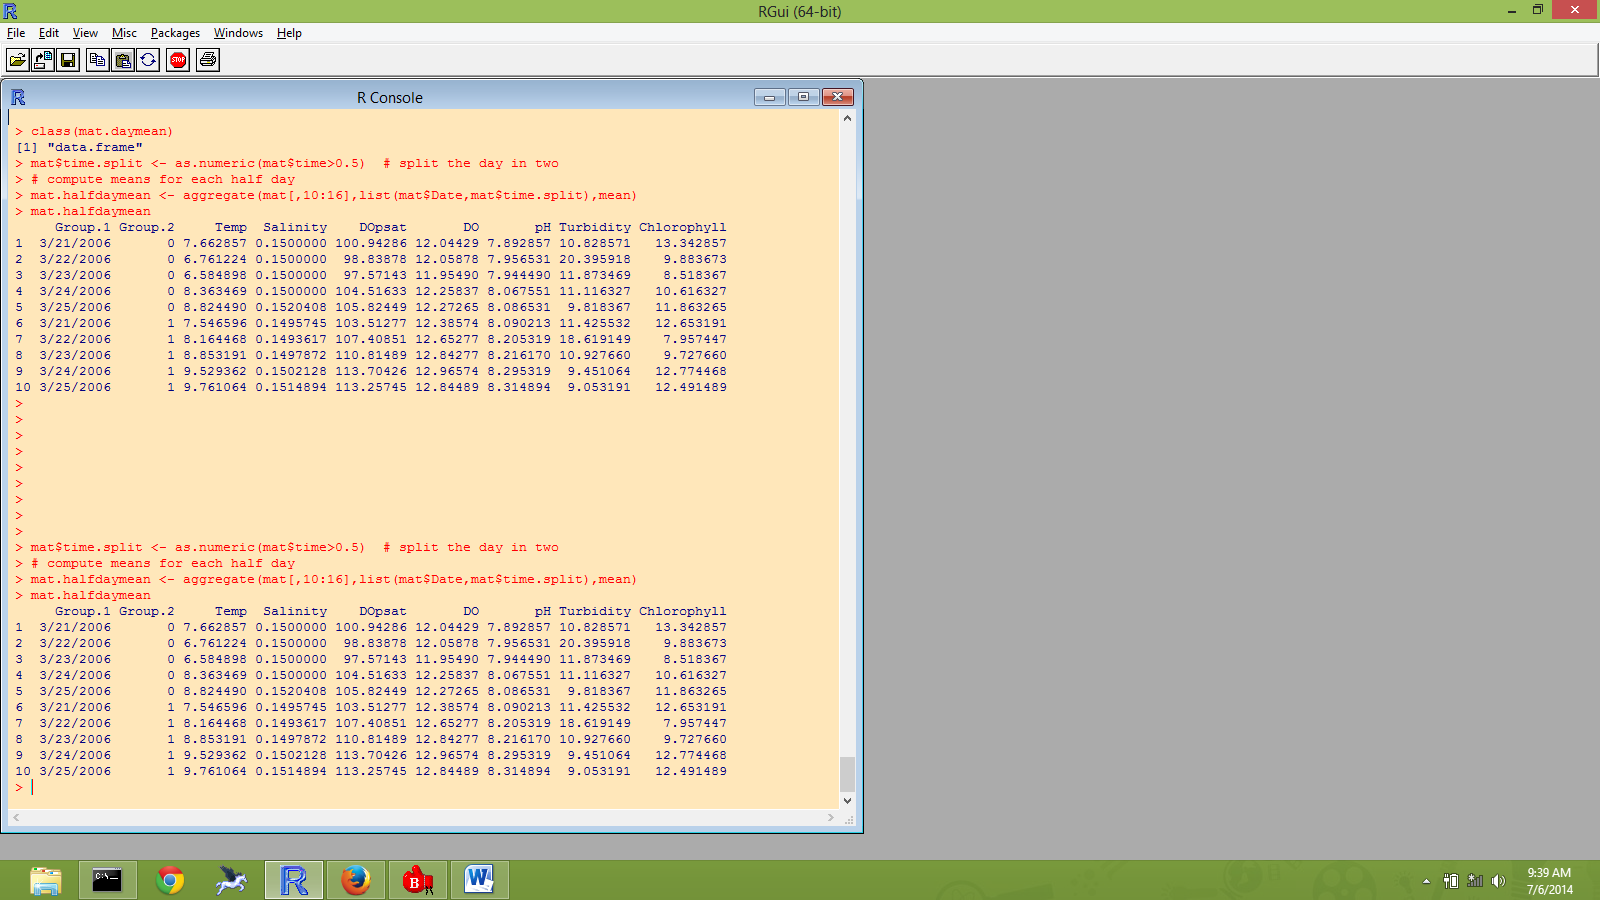 RGui (64-bit)
File Edit View Misc Packages Windows Help
STOP
R Console
> class(mat.daymean)
[1] "data.frame"
> mat$time.split <- as.numeric(mat$time>0.5)  # split the day in two
> # compute means for each half day
> mat.halfdaymean <- aggregate(mat[,10:16],list(mat$Date,mat$time.split),mean)
> mat.halfdaymean
     Group.1 Group.2     Temp  Salinity    DOpsat       DO       pH Turbidity Chlorophyll
1  3/21/2006       0 7.662857 0.1500000 100.94286 12.04429 7.892857 10.828571   13.342857
2  3/22/2006       0 6.761224 0.1500000  98.83878 12.05878 7.956531 20.395918    9.883673
3  3/23/2006       0 6.584898 0.1500000  97.57143 11.95490 7.944490 11.873469    8.518367
4  3/24/2006       0 8.363469 0.1500000 104.51633 12.25837 8.067551 11.116327   10.616327
5  3/25/2006       0 8.824490 0.1520408 105.82449 12.27265 8.086531  9.818367   11.863265
6  3/21/2006       1 7.546596 0.1495745 103.51277 12.38574 8.090213 11.425532   12.653191
7  3/22/2006       1 8.164468 0.1493617 107.40851 12.65277 8.205319 18.619149    7.957447
8  3/23/2006       1 8.853191 0.1497872 110.81489 12.84277 8.216170 10.927660    9.727660
9  3/24/2006       1 9.529362 0.1502128 113.70426 12.96574 8.295319  9.451064   12.774468
10 3/25/2006       1 9.761064 0.1514894 113.25745 12.84489 8.314894  9.053191   12.491489
>
>
>
>
>
>
>
>
>
> mat$time.split <- as.numeric(mat$time>0.5)  # split the day in two
> # compute means for each half day
> mat.halfdaymean <- aggregate(mat[,10:16],list(mat$Date,mat$time.split),mean)
> mat.halfdaymean
     Group.1 Group.2     Temp  Salinity    DOpsat       DO       pH Turbidity Chlorophyll
1  3/21/2006       0 7.662857 0.1500000 100.94286 12.04429 7.892857 10.828571   13.342857
2  3/22/2006       0 6.761224 0.1500000  98.83878 12.05878 7.956531 20.395918    9.883673
3  3/23/2006       0 6.584898 0.1500000  97.57143 11.95490 7.944490 11.873469    8.518367
4  3/24/2006       0 8.363469 0.1500000 104.51633 12.25837 8.067551 11.116327   10.616327
5  3/25/2006       0 8.824490 0.1520408 105.82449 12.27265 8.086531  9.818367   11.863265
6  3/21/2006       1 7.546596 0.1495745 103.51277 12.38574 8.090213 11.425532   12.653191
7  3/22/2006       1 8.164468 0.1493617 107.40851 12.65277 8.205319 18.619149    7.957447
8  3/23/2006       1 8.853191 0.1497872 110.81489 12.84277 8.216170 10.927660    9.727660
9  3/24/2006       1 9.529362 0.1502128 113.70426 12.96574 8.295319  9.451064   12.774468
10 3/25/2006       1 9.761064 0.1514894 113.25745 12.84489 8.314894  9.053191   12.491489
>
9:39 AM
7/6/2014